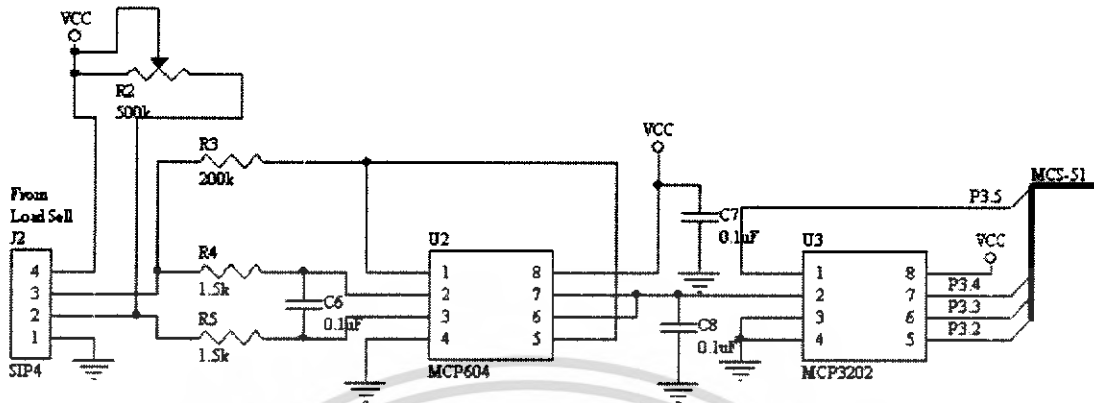 VCC
R2
500k
R3
200k
VCC
MCS-51
From
Load Sell
J2
P3.5
C7
0.1uF
U2
U3
VCC
R4
1.5k
4
3
2
1
C6
0.1uF
R5
1.5k
1
2
3
4
8
7
6
5
C8
0.1uF
1
2
3
4
8
7
6
5
P3.4
P3.3
P3.2
SIP4
MCP604
MCP3202